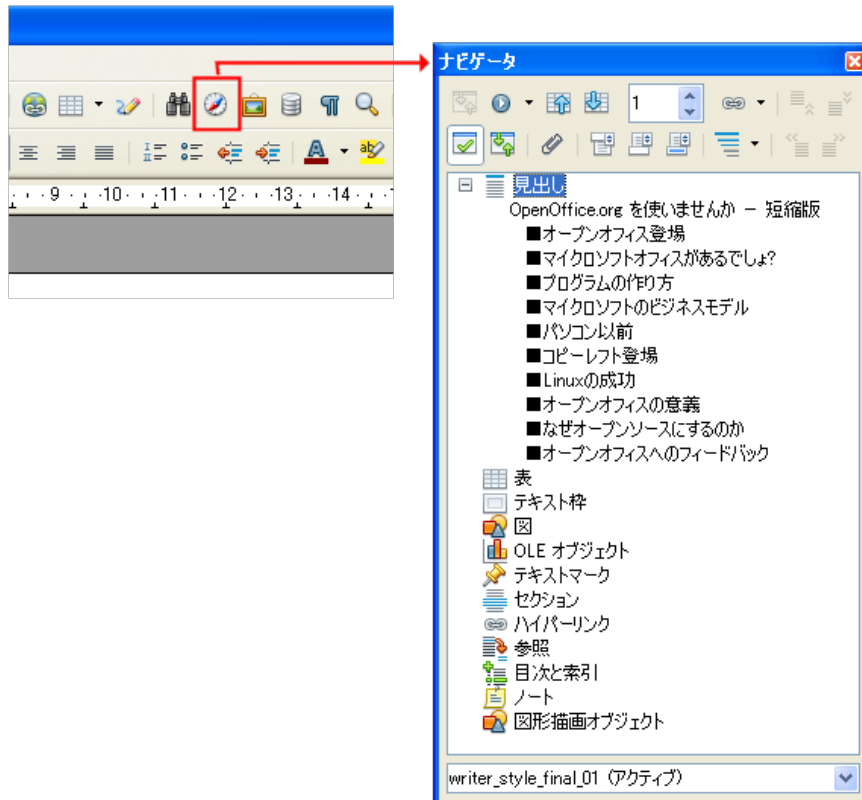 9 10 11 12 13 14
ナビゲータ
1
見出し
OpenOffice.org を使いませんか － 短縮版
■オープンオフィス登場
■マイクロソフトオフィスがあるでしょ?
■プログラムの作り方
■マイクロソフトのビジネスモデル
■パソコン以前
■コピーレフト登場
■Linuxの成功
■オープンオフィスの意義
■なぜオープンソースにするのか
■オープンオフィスへのフィードバック
表
テキスト枠
図
OLE オブジェクト
テキストマーク
セクション
ハイパーリンク
参照
目次と索引
ノート
図形描画オブジェクト
writer_style_final_01 (アクティブ)